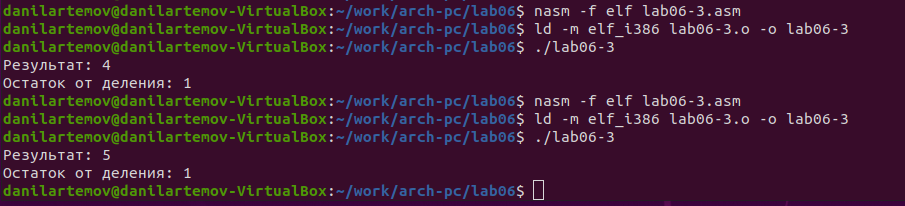 danilartemov@danilartemov-VirtualBox:~/work/arch-pc/lab06$ nasm -f elf lab06-3.asm
danilartemov@danilartemov-VirtualBox:~/work/arch-pc/lab06$ ld -m elf_i386 lab06-3.o -o lab06-3
danilartemov@danilartemov-VirtualBox:~/work/arch-pc/lab06$ ./lab06-3
Результат: 4
Остаток от деления: 1
danilartemov@danilartemov-VirtualBox:~/work/arch-pc/lab06$ nasm -f elf lab06-3.asm
danilartemov@danilartemov-VirtualBox:~/work/arch-pc/lab06$ ld -m elf_i386 lab06-3.o -o lab06-3
danilartemov@danilartemov-VirtualBox:~/work/arch-pc/lab06$ ./lab06-3
Результат: 5
Остаток от деления: 1
danilartemov@danilartemov-VirtualBox:~/work/arch-pc/lab06$